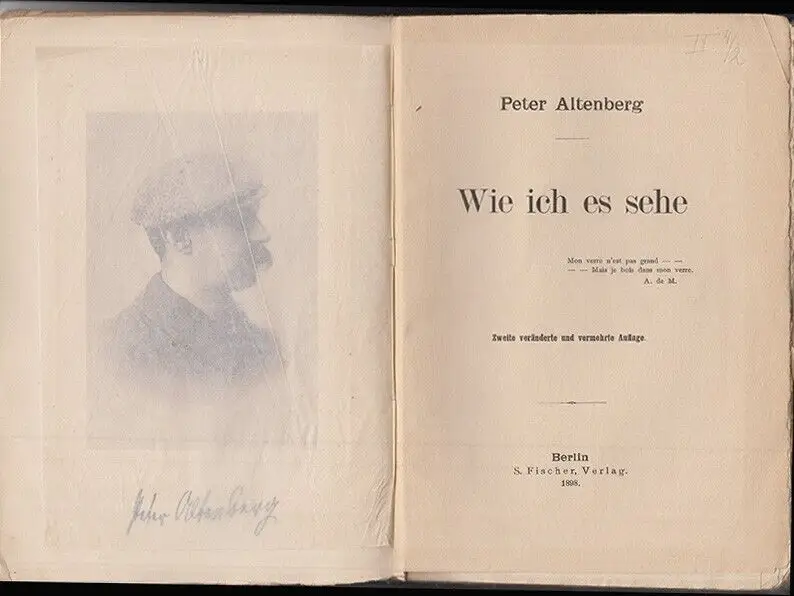 Peter Altenberg
Peter Altenberg
Wie ich es sehe
Mon verre n'est pas grand — —
— — Mais je bois dans mon verre.
A. de M.
Zweite veränderte und vermehrte Auflage.
Berlin
S. Fischer, Verlag.
1898.